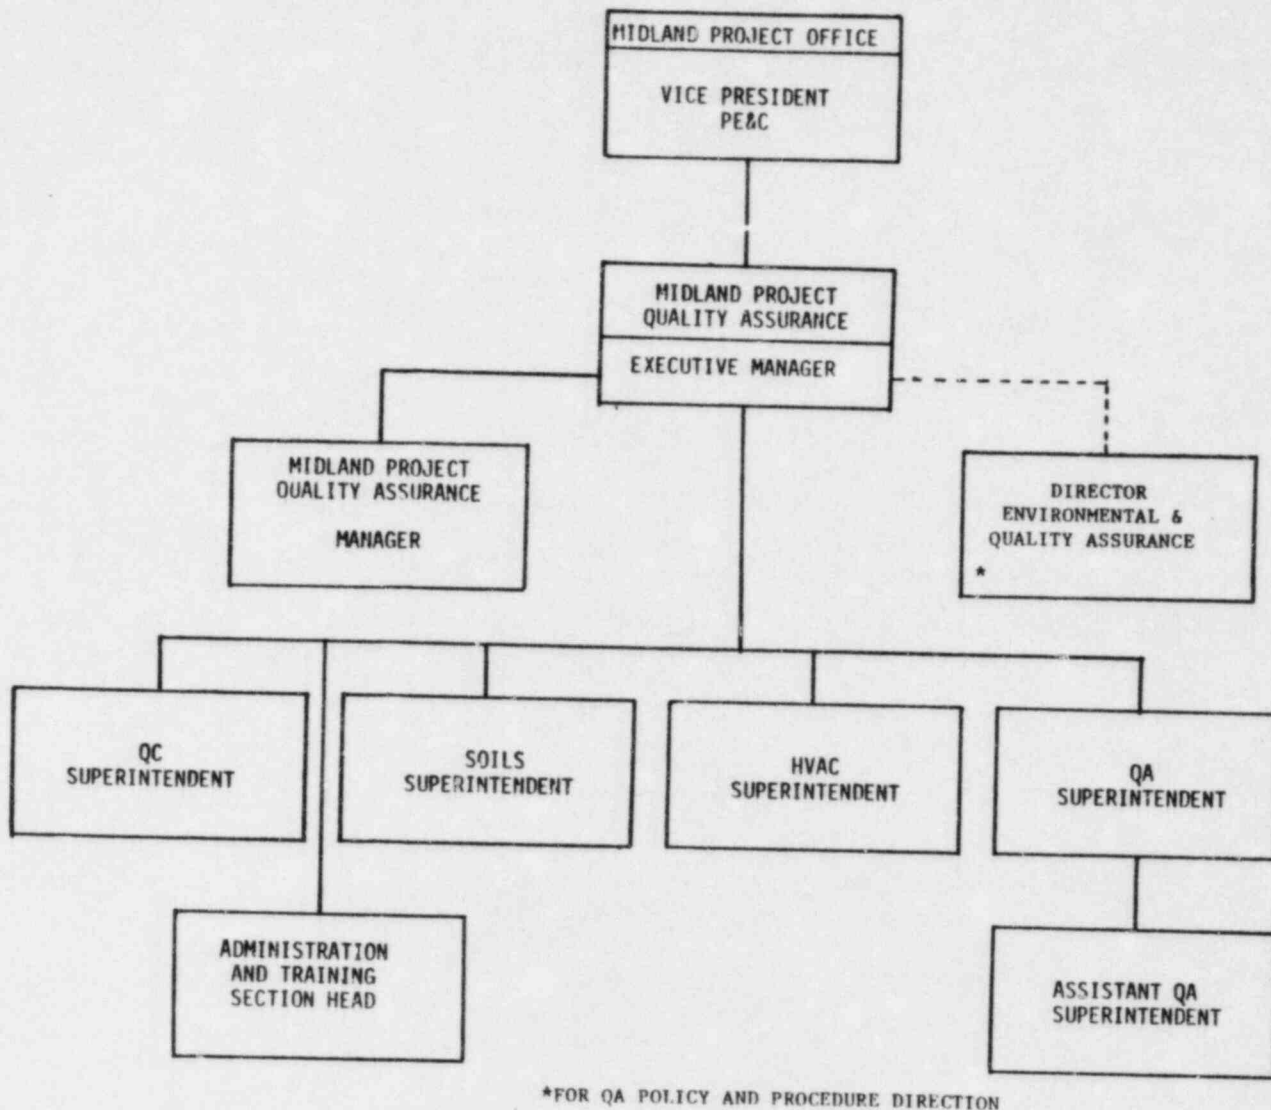 MIDLAND PROJECT OFFICE
VICE PRESIDENT
PE&C
MIDLAND PROJECT
QUALITY ASSURANCE
EXECUTIVE MANAGER
MIDLAND PROJECT
QUALITY ASSURANCE
MANAGER
DIRECTOR
ENVIRONMENTAL &
QUALITY ASSURANCE
*
QC
SUPERINTENDENT
SOILS
SUPERINTENDENT
HVAC
SUPERINTENDENT
QA
SUPERINTENDENT
ADMINISTRATION
AND TRAINING
SECTION HEAD
ASSISTANT QA
SUPERINTENDENT
*FOR QA POLICY AND PROCEDURE DIRECTION